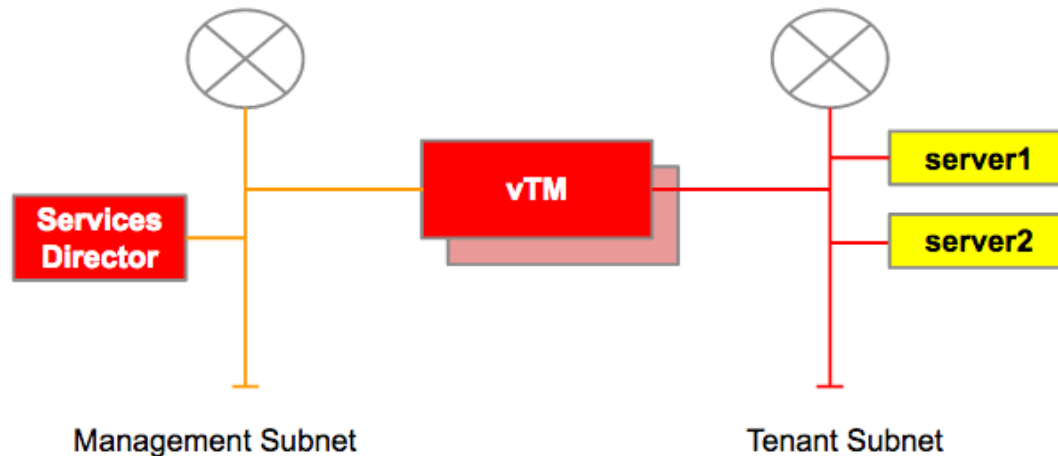 vTM
server1
Services
Director
server2
Management Subnet
Tenant Subnet